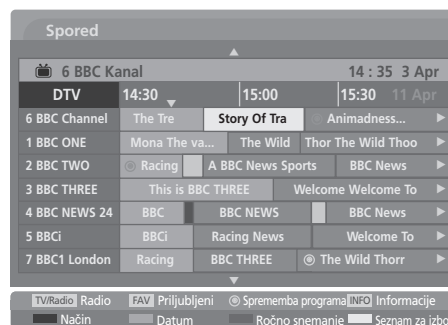 Spored
6 BBC Kanal 14 : 35 3 Apr
DTV 14:30 15:00 15:30 11 Apr
6 BBC Channel The Tre Story Of Tra Animadness...
1 BBC ONE Mona The va... The Wild Thor The Wild Thoo
2 BBC TWO Racing A BBC News Sports BBC News
3 BBC THREE This is BBC THREE Welcome Welcome To
4 BBC NEWS 24 BBC BBC NEWS BBC News
5 BBCi BBCi Racing News Welcome To
7 BBC1 London Racing BBC THREE The Wild Thorr
TV/Radio Radio FAV Priljubljeni Sprememba programa INFO Informacije
Način Datum Ročno snemanje Seznam za izbo